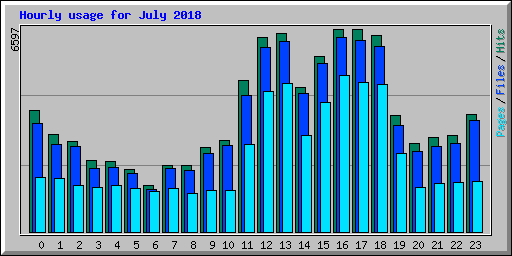 Hourly usage for July 2018
6597
Pages/Files/Hits
0 1 2 3 4 5 6 7 8 9 10 11 12 13 14 15 16 17 18 19 20 21 22 23